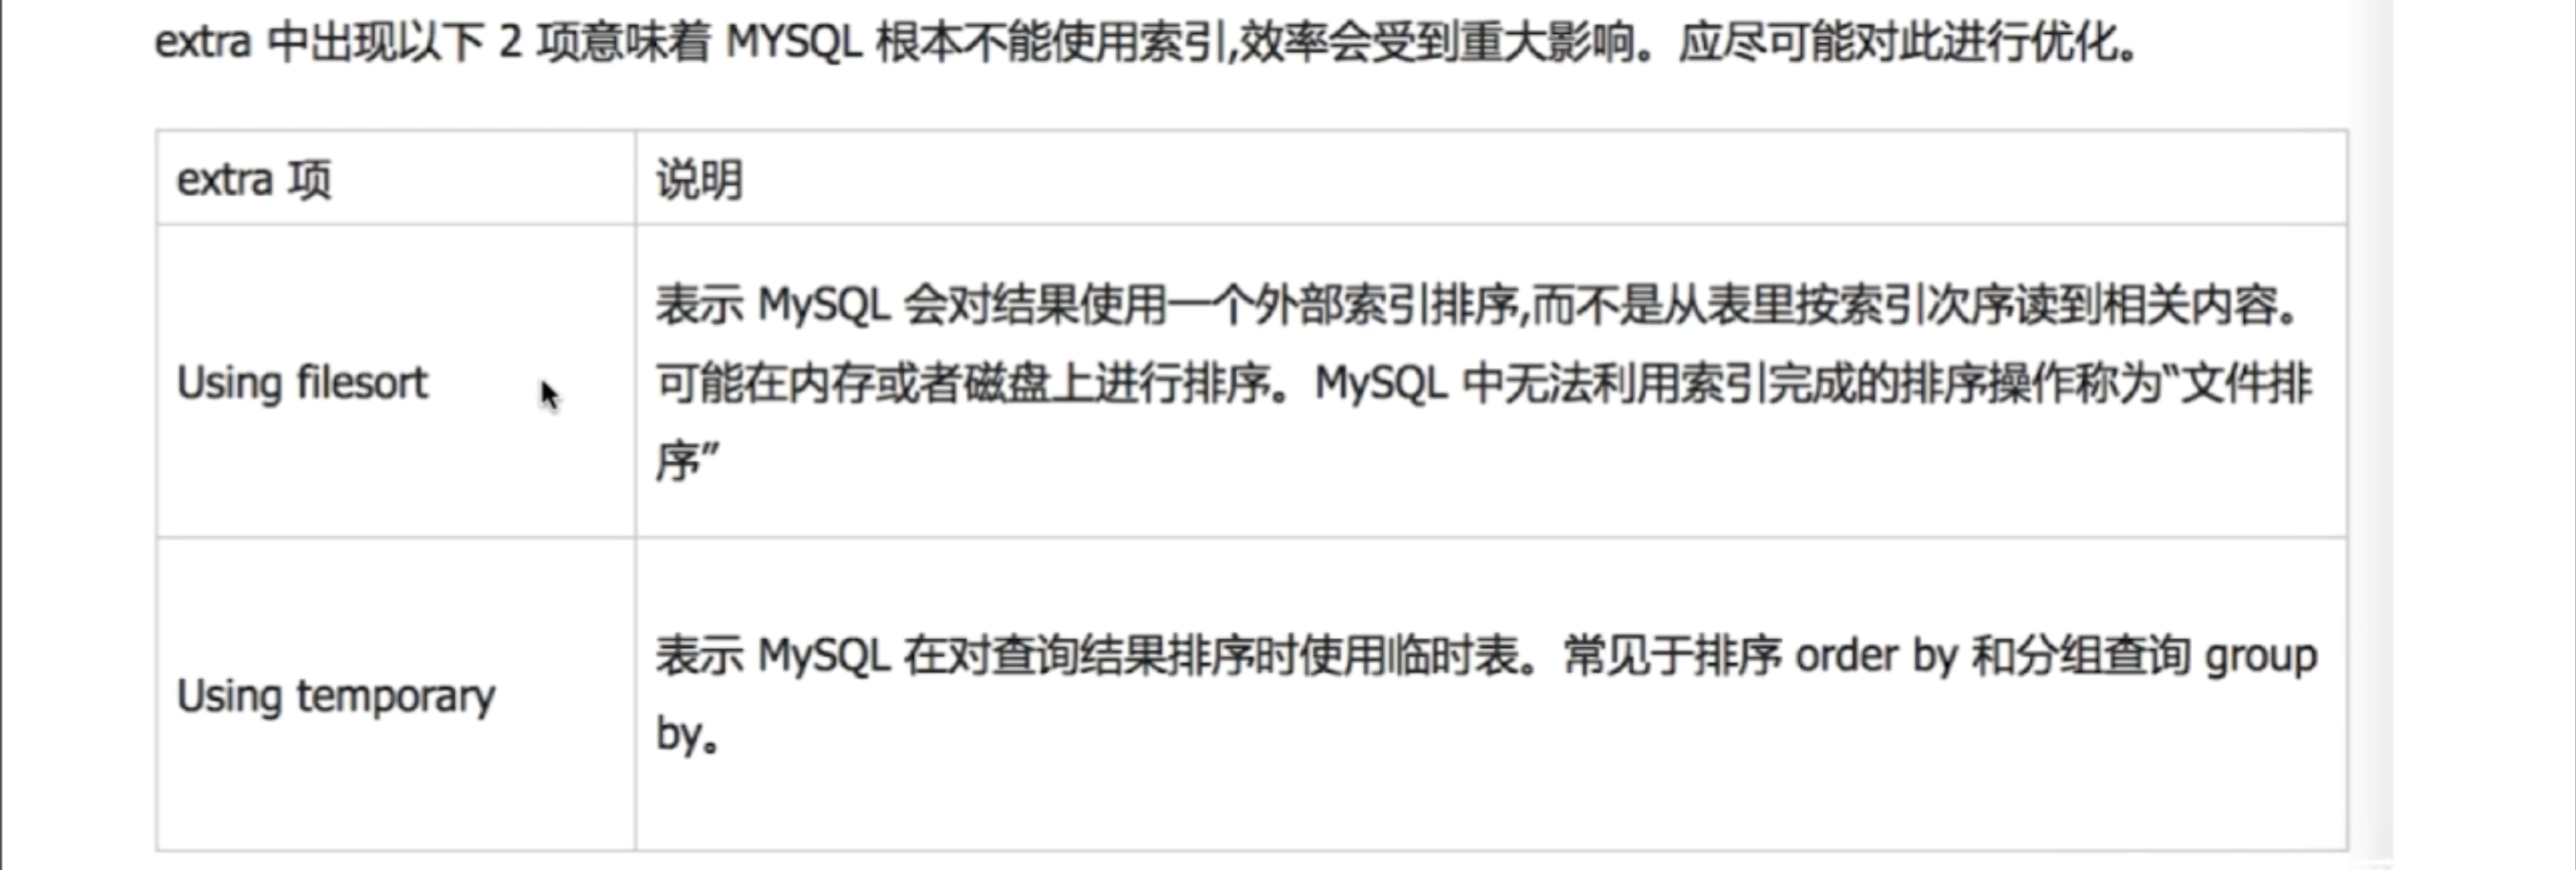 extra 中出现以下 2 项意味着 MYSQL 根本不能使用索引,效率会受到重大影响。应尽可能对此进行优化。
extra 项
说明
Using filesort
表示 MySQL 会对结果使用一个外部索引排序,而不是从表里按索引次序读到相关内容。
可能在内存或者磁盘上进行排序。MySQL 中无法利用索引完成的排序操作称为“文件排
序”
Using temporary
表示 MySQL 在对查询结果排序时使用临时表。常见于排序 order by 和分组查询 group
by。